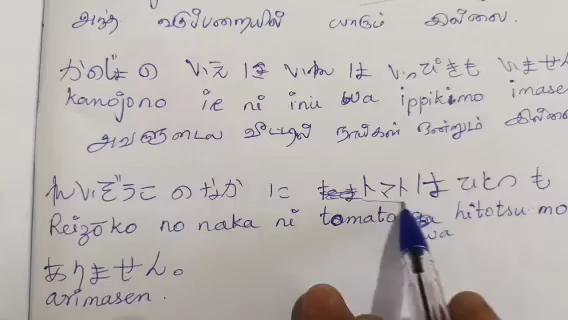 அந்த வகுப்பறையில் யாரும் இல்லை.
かのじょの いえ に いぬ は いっぴきも いません
kanojono ie ni inu wa ippikimo imasen
அவளுடைய வீட்டில் நாய்கள் ஒன்றும் இல்லை
れいぞうこ のなか に トマトは ひとつ も
Reizōko no naka ni tomato wa hitotsu mo
ありません。
arimasen.